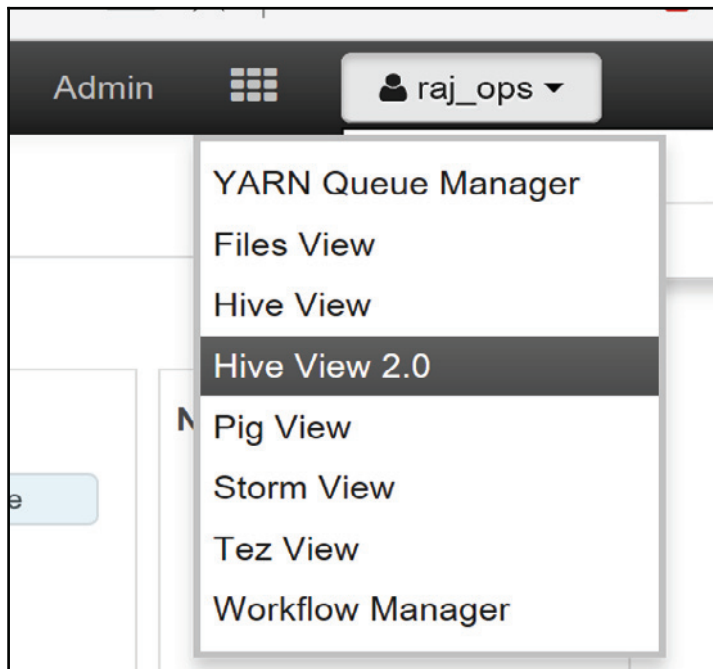 Admin
raj_ops
YARN Queue Manager
Files View
Hive View
Hive View 2.0
N
Pig View
Storm View
e
Tez View
Workflow Manager